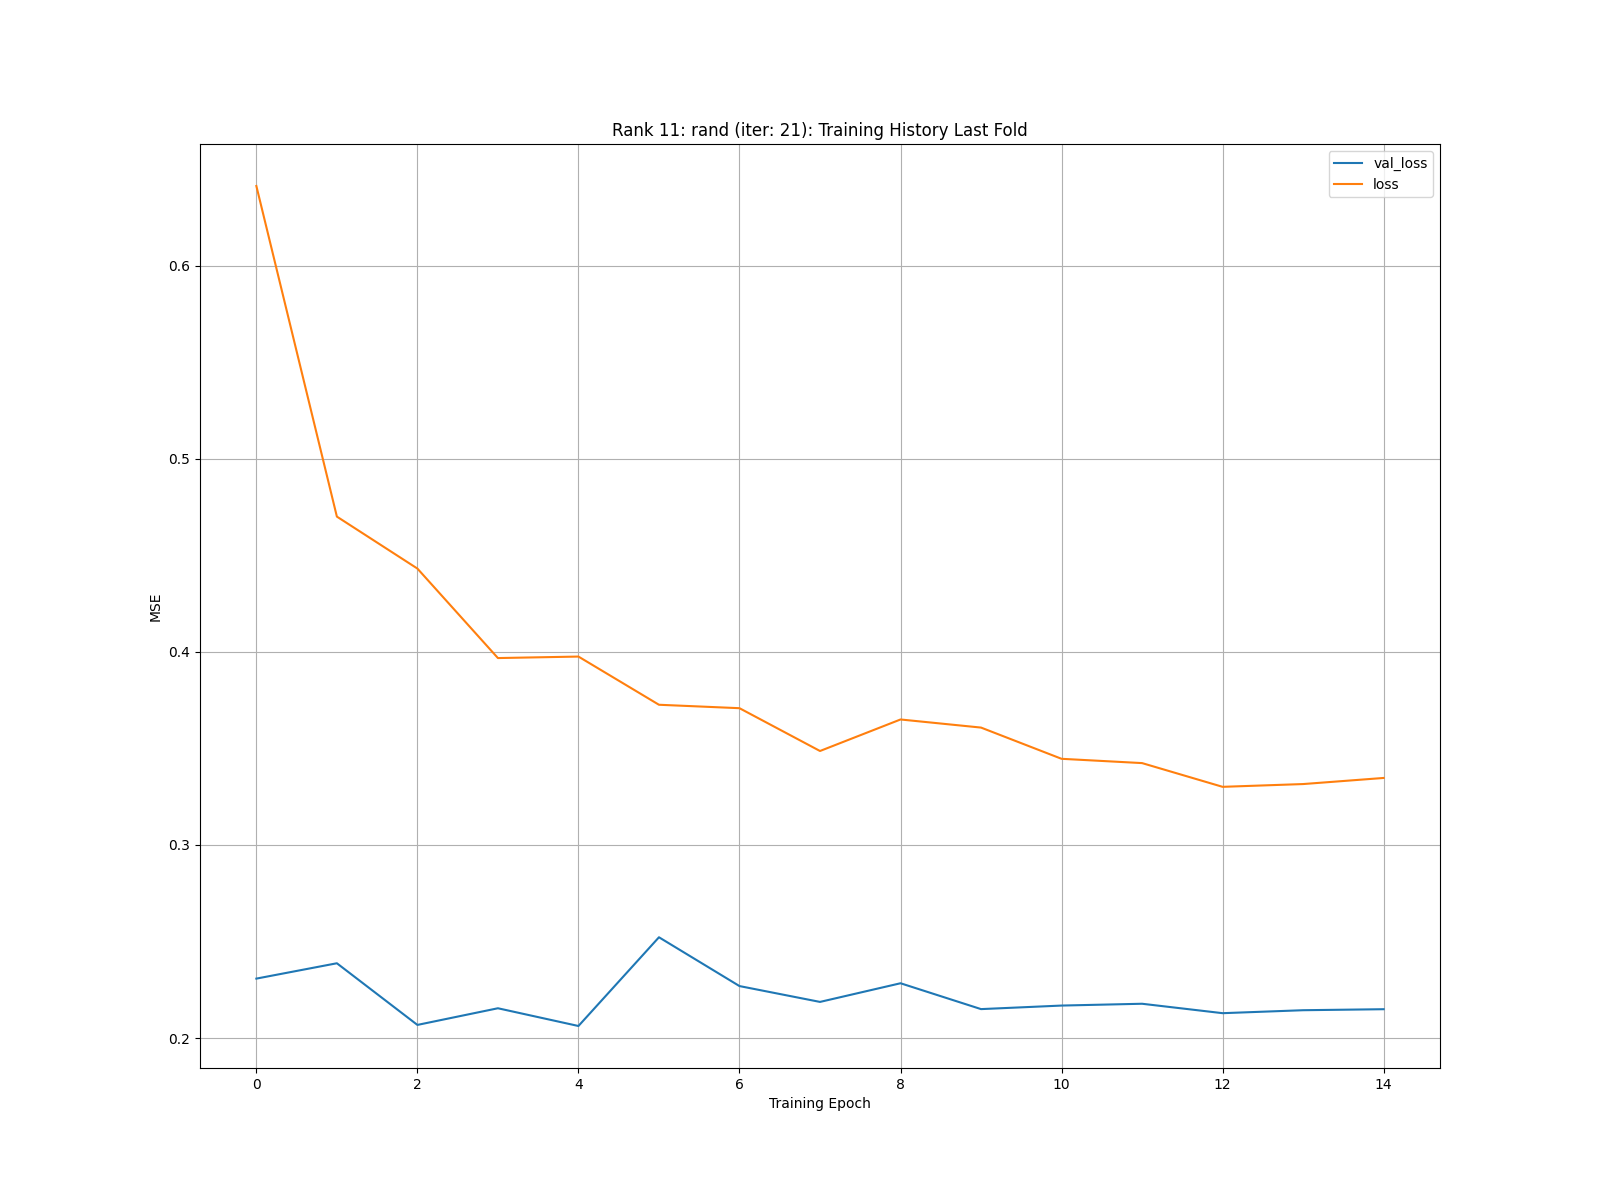 Rank 11: rand (iter: 21): Training History Last Fold
val_loss
loss
0.6
0.5
0.4
0.3
0.2
MSE
0 2 4 6 8 10 12 14
Training Epoch